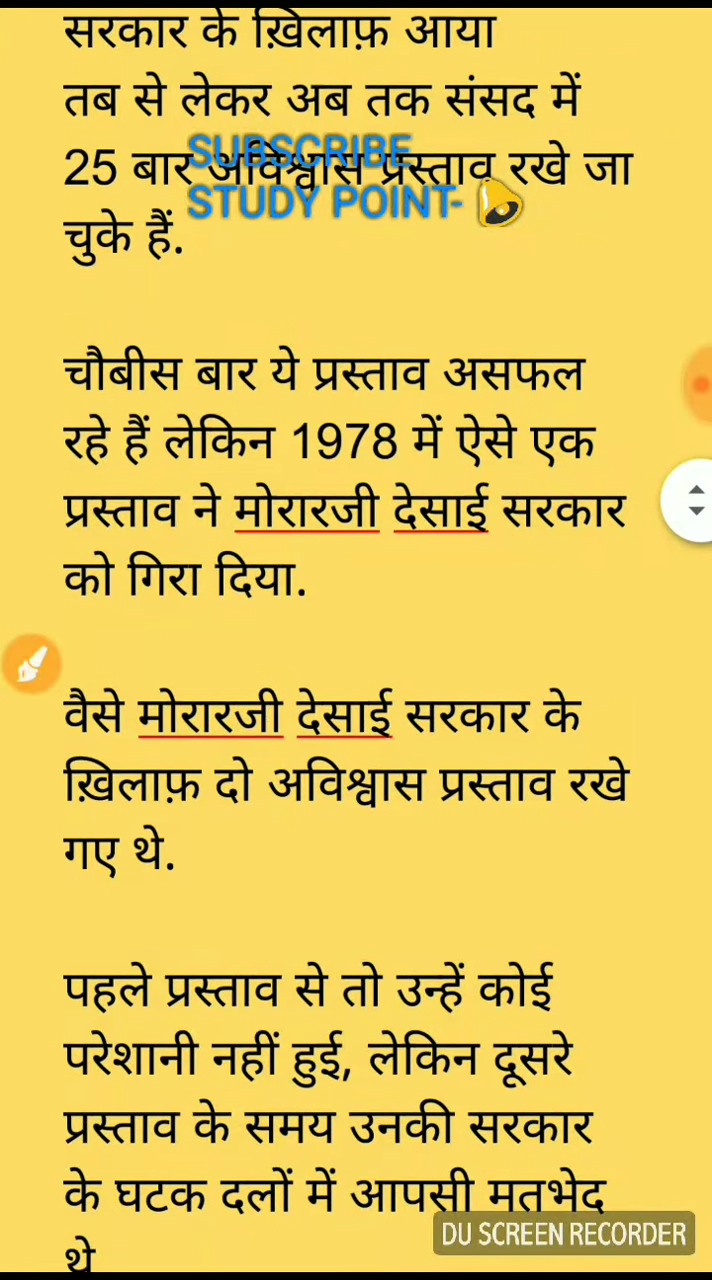 सरकार के ख़िलाफ़ आया
तब से लेकर अब तक संसद में
25 बार अविश्वास प्रस्ताव रखे जा
SUBSCRIBE
STUDY POINT-
चुके हैं.
चौबीस बार ये प्रस्ताव असफल
रहे हैं लेकिन 1978 में ऐसे एक
प्रस्ताव ने मोरारजी देसाई सरकार
को गिरा दिया.
वैसे मोरारजी देसाई सरकार के
ख़िलाफ़ दो अविश्वास प्रस्ताव रखे
गए थे.
पहले प्रस्ताव से तो उन्हें कोई
परेशानी नहीं हुई, लेकिन दूसरे
प्रस्ताव के समय उनकी सरकार
के घटक दलों में आपसी मतभेद
थे
DU SCREEN RECORDER